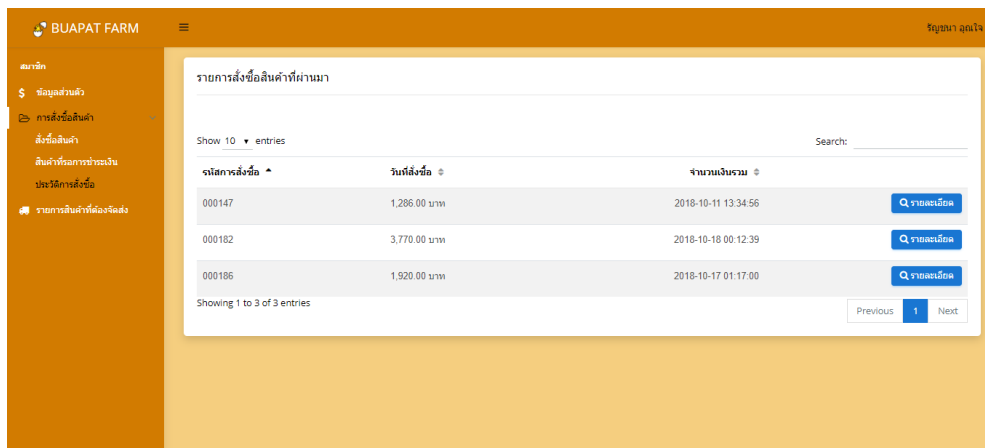 BUAPAT FARM
รัญชนา อุณใจ
สมาชิก
ข้อมูลส่วนตัว
การสั่งซื้อสินค้า
สั่งซื้อสินค้า
สินค้าที่รอการชำระเงิน
ประวัติการสั่งซื้อ
รายการสินค้าที่ต้องจัดส่ง
รายการสั่งซื้อสินค้าที่ผ่านมา
Show 10 entries Search:
รหัสการสั่งซื้อ วันที่สั่งซื้อ จำนวนเงินรวม
000147 1,286.00 บาท 2018-10-11 13:34:56 รายละเอียด
000182 3,770.00 บาท 2018-10-18 00:12:39 รายละเอียด
000186 1,920.00 บาท 2018-10-17 01:17:00 รายละเอียด
Showing 1 to 3 of 3 entries
Previous 1 Next